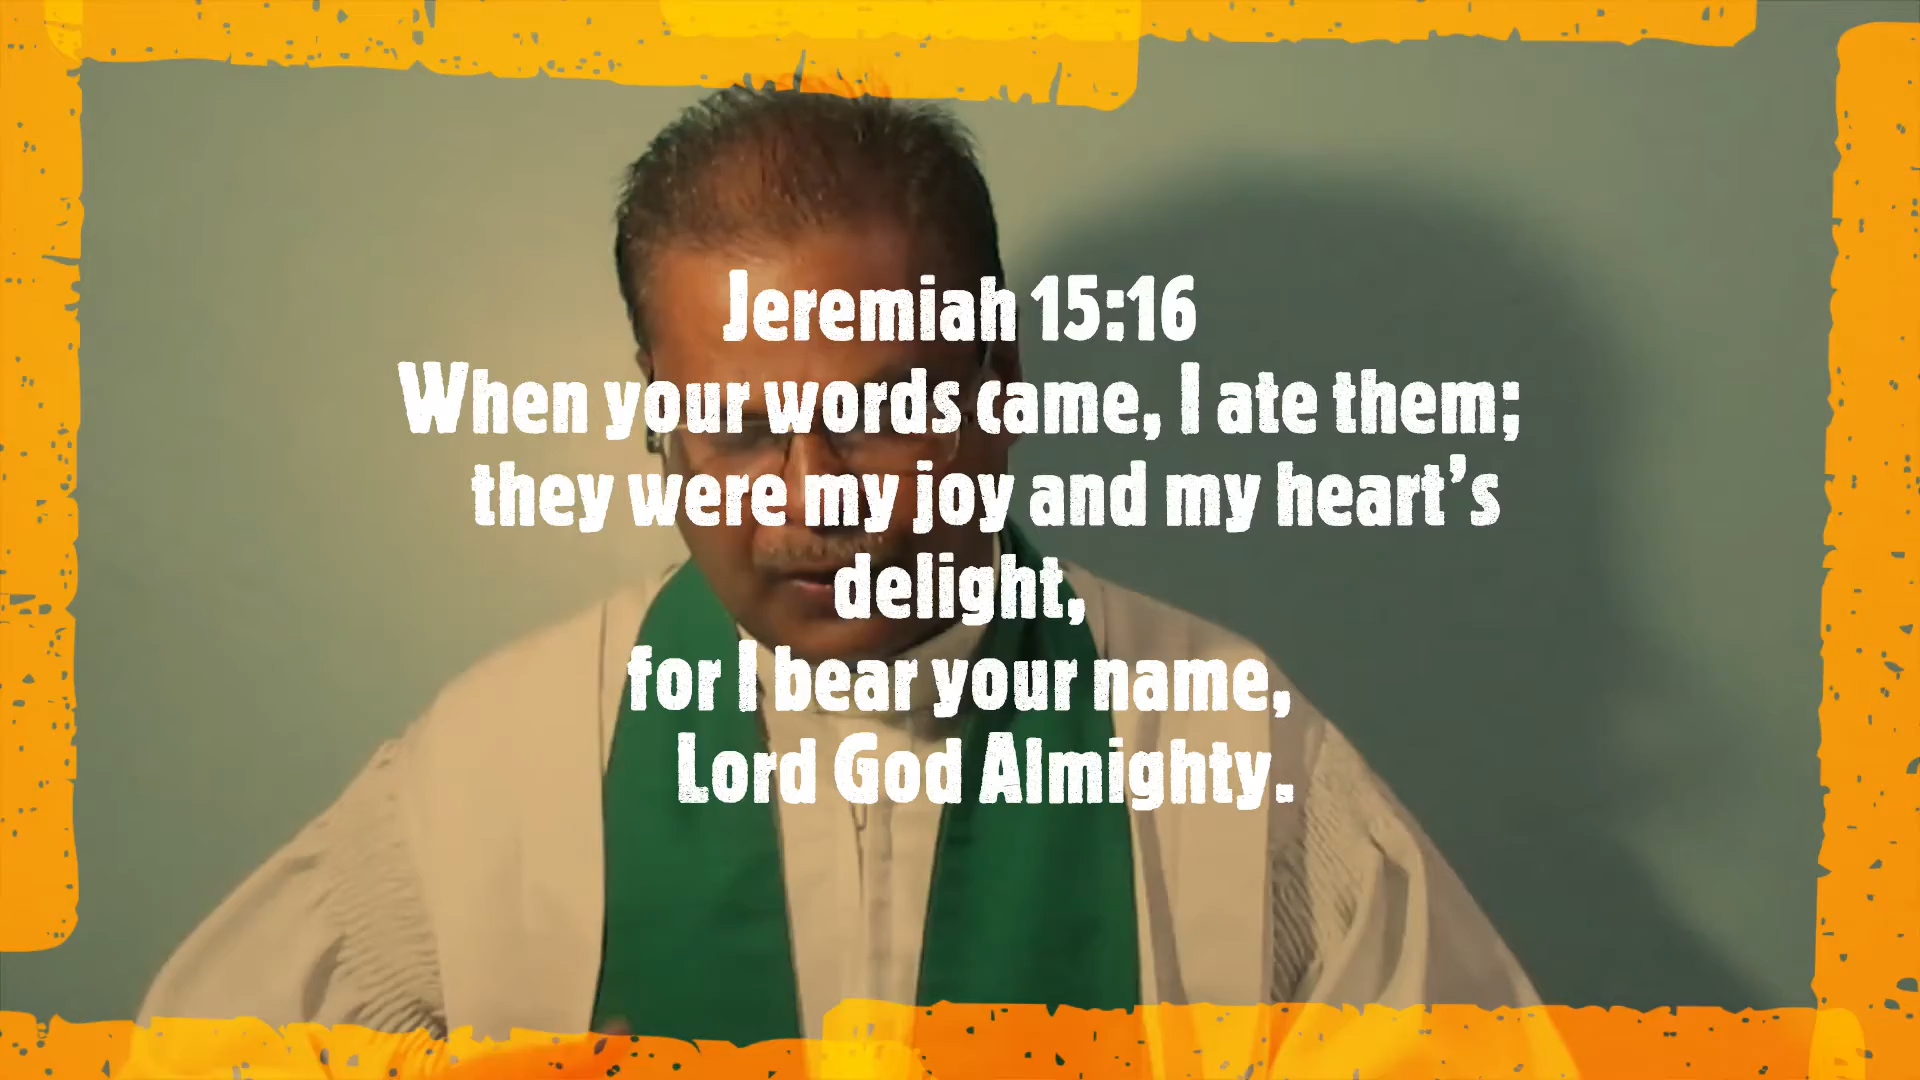 Jeremiah 15:16
When your words came, I ate them;
they were my joy and my heart’s
delight,
for I bear your name,
Lord God Almighty.